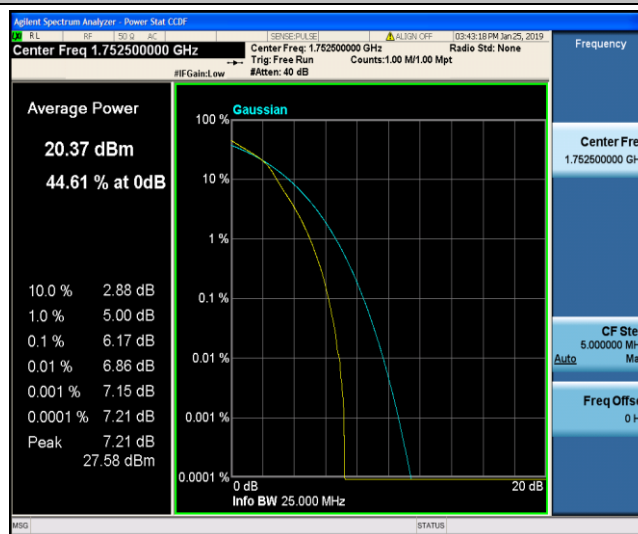 Agilent Spectrum Analyzer - Power Stat CCDF
RL RF 50 Ω AC SENSE:PULSE ALIGN OFF 03:43:18 PM Jan 25, 2019
Center Freq 1.752500000 GHz
Center Freq: 1.752500000 GHz Radio Std: None
Trig: Free Run Counts:1.00 M/1.00 Mpt
#IFGain:Low #Atten: 40 dB
Frequency
Average Power
20.37 dBm
44.61 % at 0dB
10.0 % 2.88 dB
1.0 % 5.00 dB
0.1 % 6.17 dB
0.01 % 6.86 dB
0.001 % 7.15 dB
0.0001 % 7.21 dB
Peak 7.21 dB
27.58 dBm
Gaussian
100 %
10 %
1 %
0.1 %
0.01 %
0.001 %
0.0001 %
0 dB 20 dB
Info BW 25.000 MHz
Center Fre
1.752500000 GH
CF Ste
5.000000 MH
Auto Ma
Freq Offse
0 H
MSG STATUS